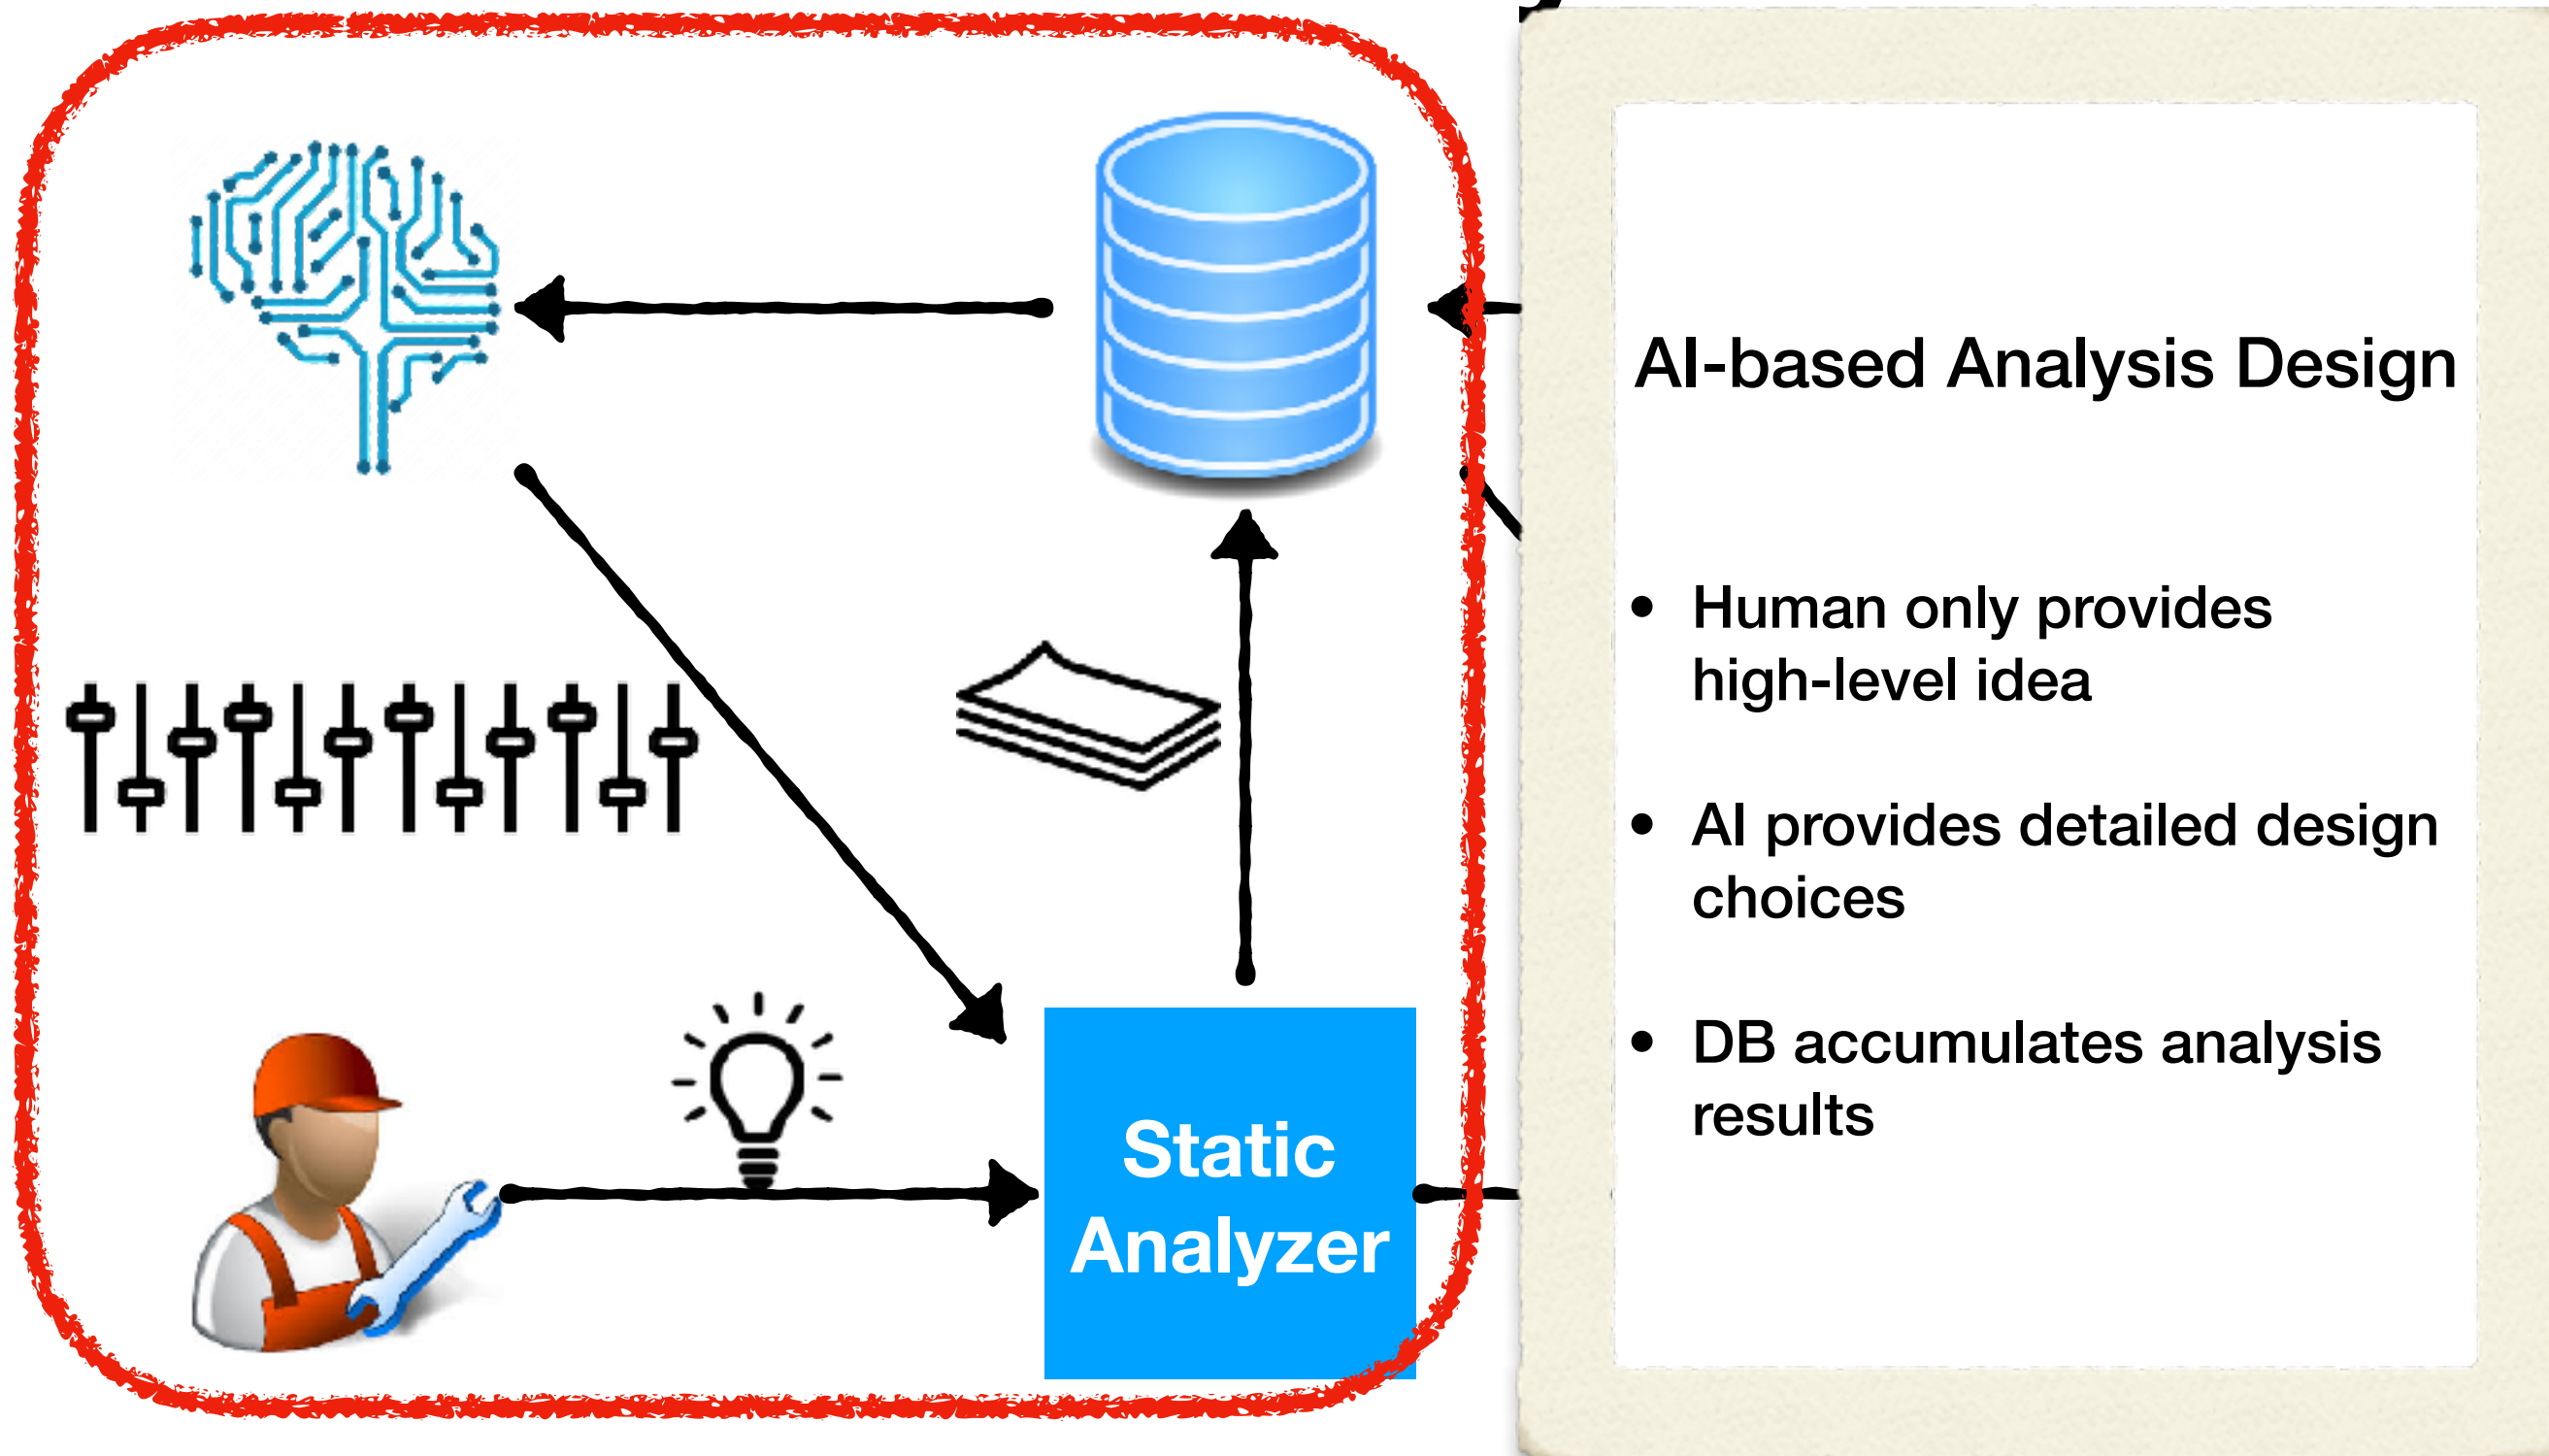 Static
Analyzer
AI-based Analysis Design
• Human only provides
high-level idea
• AI provides detailed design
choices
• DB accumulates analysis
results